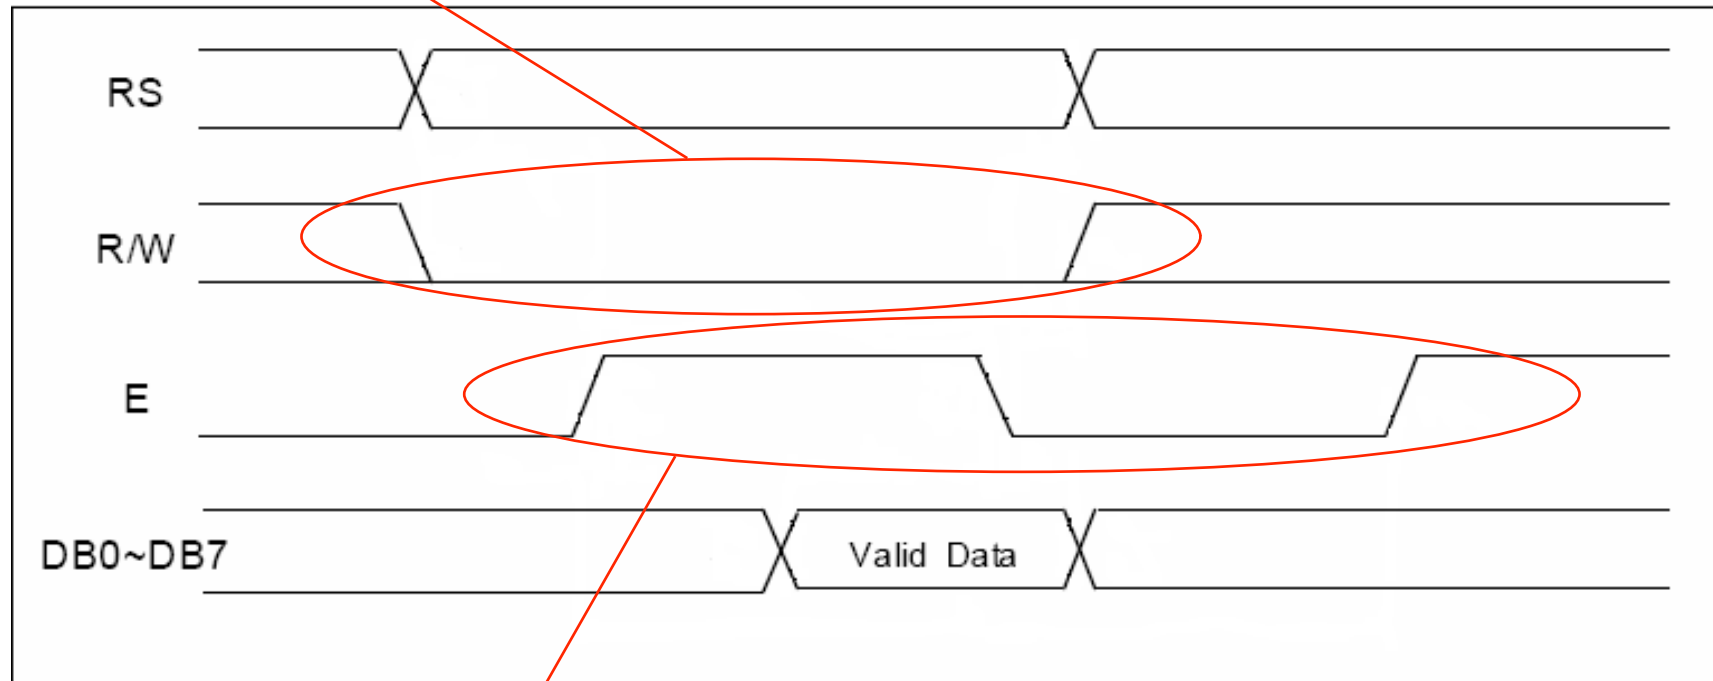 RS
R/W
E
DB0~DB7
Valid Data